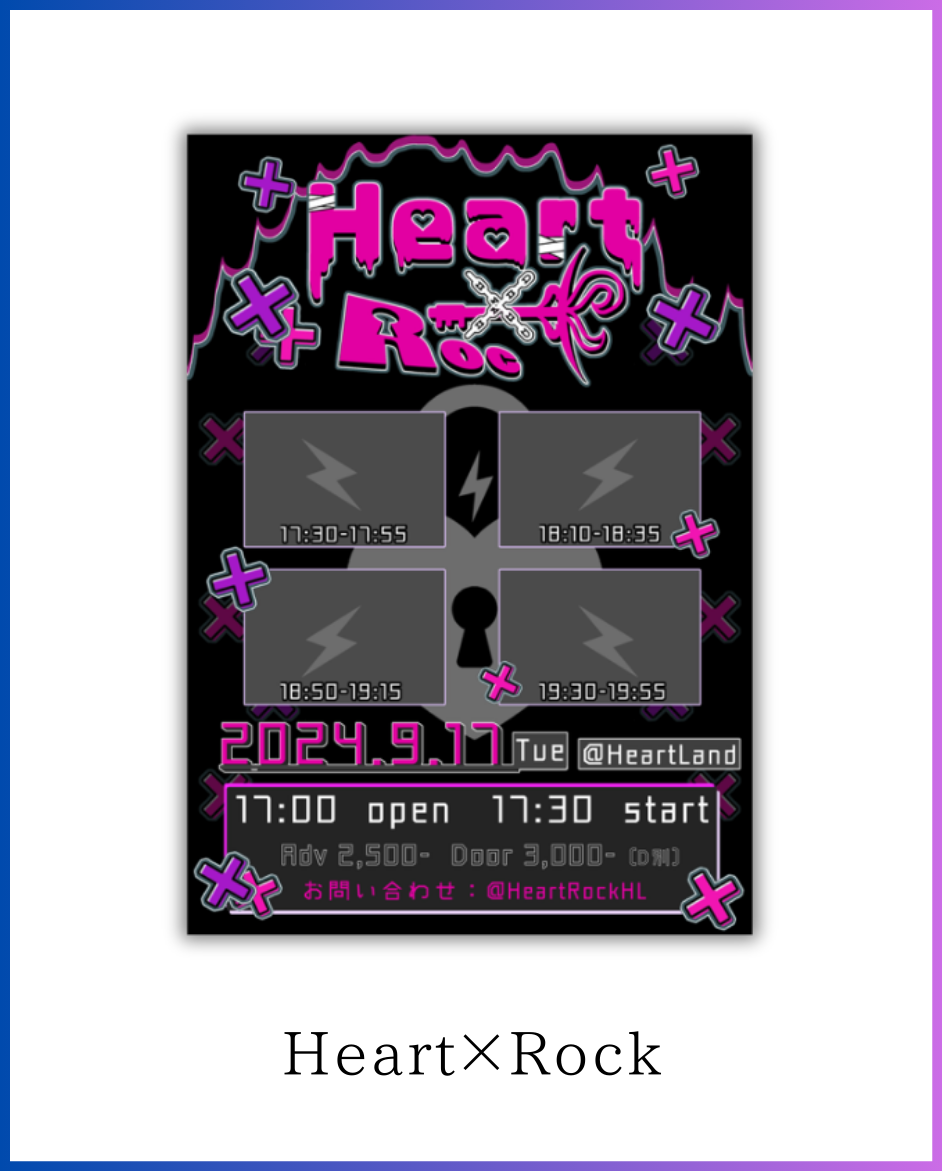 Heart
Roc
17:30-17:55
18:10-18:35
18:50-19:15
19:30-19:55
2024.9.17 Tue @HeartLand
17:00 open 17:30 start
Adv 2,500- Door 3,000- (D別)
お問い合わせ：@HeartRockHL
Heart×Rock